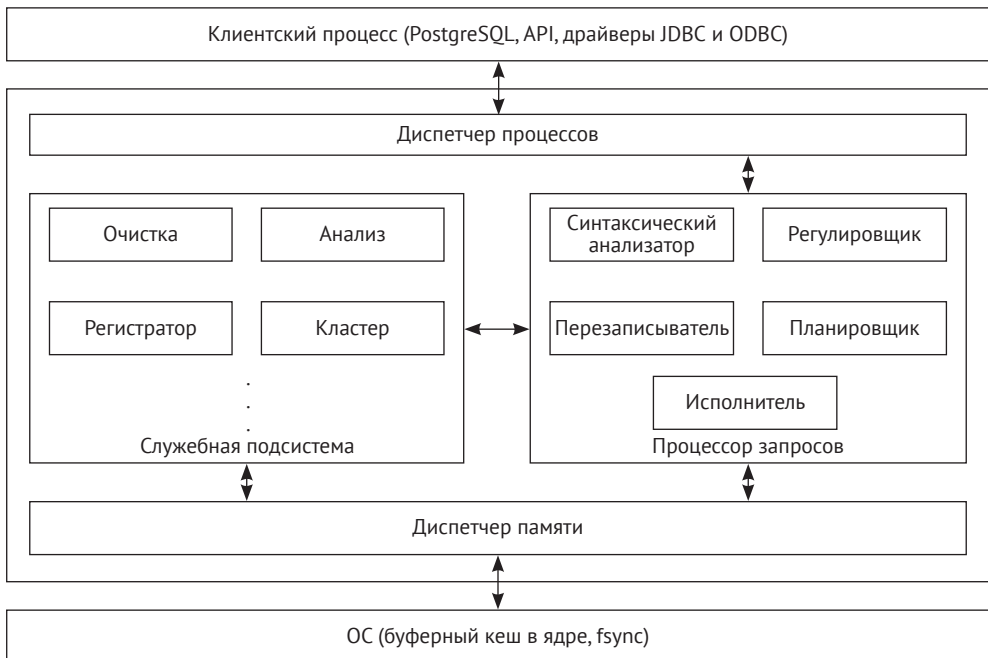 Клиентский процесс (PostgreSQL, API, драйверы JDBC и ODBC)
Диспетчер процессов
Очистка
Анализ
Регистратор
Кластер
.
.
.
Служебная подсистема
Синтаксический
анализатор
Регулировщик
Перезаписыватель
Планировщик
Исполнитель
Процессор запросов
Диспетчер памяти
ОС (буферный кеш в ядре, fsync)